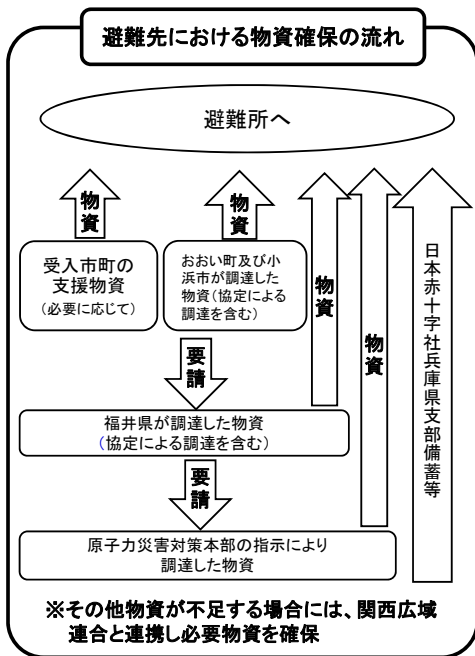 避難先における物資確保の流れ
避難所へ
物資
物資
受入市町の
支援物資
(必要に応じて)
おおい町及び小
浜市が調達した
物資(協定による
調達を含む)
物資
物資
日本赤十字社兵庫県支部備蓄等
要請
福井県が調達した物資
(協定による調達を含む)
要請
原子力災害対策本部の指示により
調達した物資
※その他物資が不足する場合には、関西広域
連合と連携し必要物資を確保